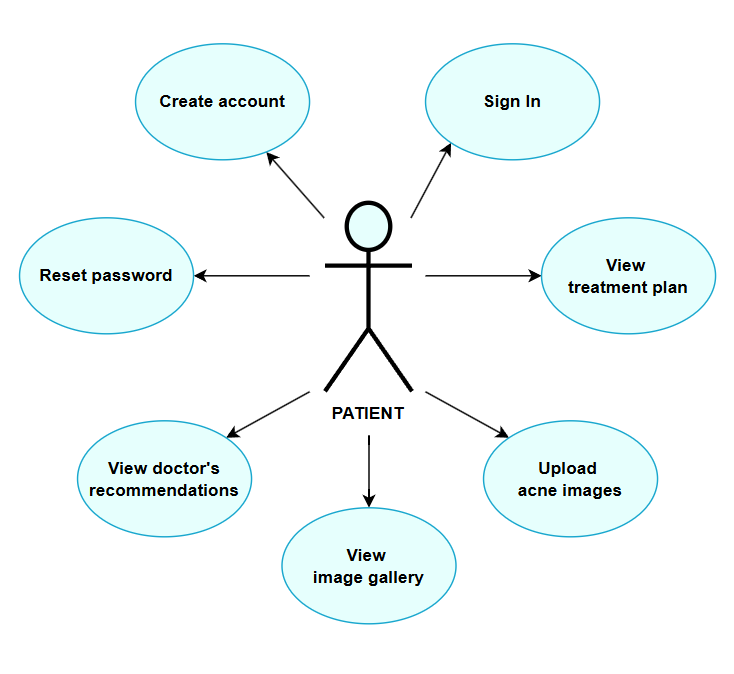 Create account
Sign In
Reset password
View
treatment plan
PATIENT
View doctor's
recommendations
Upload
acne images
View
image gallery